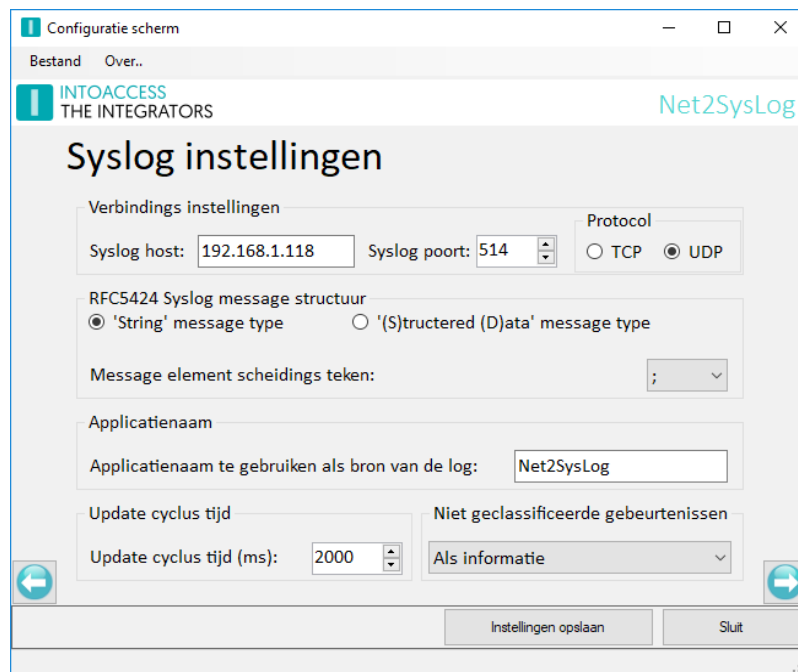 Configuratie scherm
Bestand Over..
INTOACCESS
THE INTEGRATORS
Net2SysLog
Syslog instellingen
Verbindings instellingen
Protocol
Syslog host: 192.168.1.118 Syslog poort: 514 TCP UDP
RFC5424 Syslog message structuur
'String' message type '(S)tructured (D)ata' message type
Message element scheidings teken: ;
Applicatienaam
Applicatienaam te gebruiken als bron van de log: Net2SysLog
Update cyclus tijd Niet geclassificeerde gebeurtenissen
Update cyclus tijd (ms): 2000 Als informatie
Instellingen opslaan Sluit